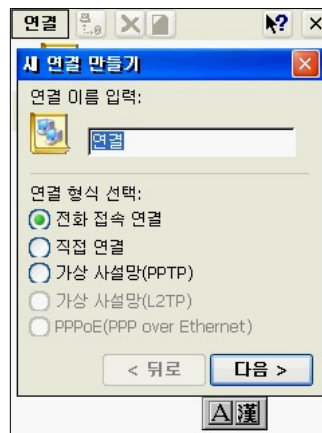 연결
?
새 연결 만들기
연결 이름 입력:
연결
연결 형식 선택:
전화 접속 연결
직접 연결
가상 사설망(PPTP)
가상 사설망(L2TP)
PPPoE(PPP over Ethernet)
< 뒤로
다음 >
A 漢